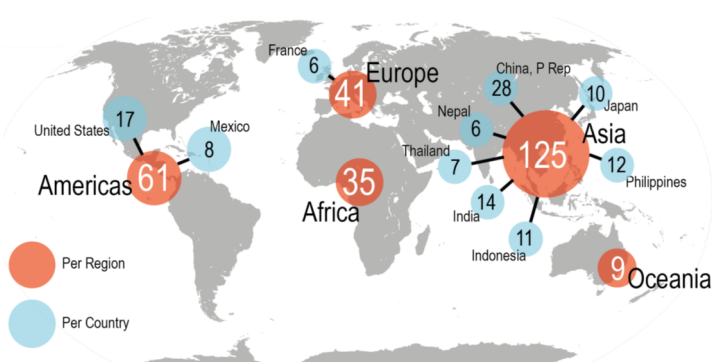 France
6
Europe
41
China, P Rep
28
10
Japan
Nepal
6
Asia
125
United States
17
Mexico
8
Thailand
7
12
Philippines
Americas
61
35
Africa
14
India
11
Indonesia
9
Oceania
Per Region
Per Country